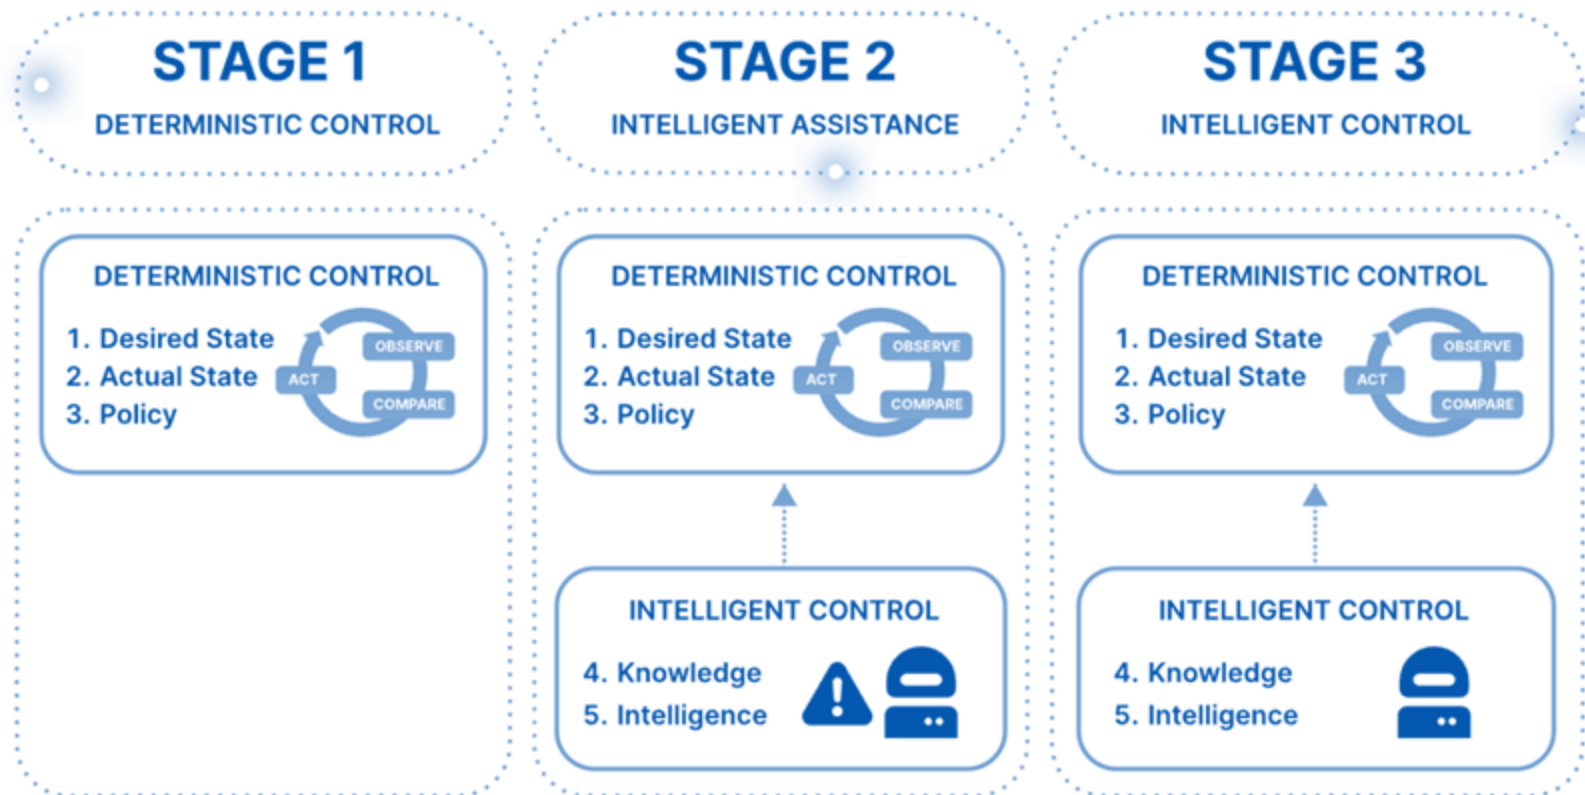 STAGE 1
DETERMINISTIC CONTROL
STAGE 2
INTELLIGENT ASSISTANCE
STAGE 3
INTELLIGENT CONTROL
DETERMINISTIC CONTROL
1. Desired State
2. Actual State
3. Policy
OBSERVE
ACT
COMPARE
DETERMINISTIC CONTROL
1. Desired State
2. Actual State
3. Policy
OBSERVE
ACT
COMPARE
INTELLIGENT CONTROL
4. Knowledge
5. Intelligence
DETERMINISTIC CONTROL
1. Desired State
2. Actual State
3. Policy
OBSERVE
ACT
COMPARE
INTELLIGENT CONTROL
4. Knowledge
5. Intelligence